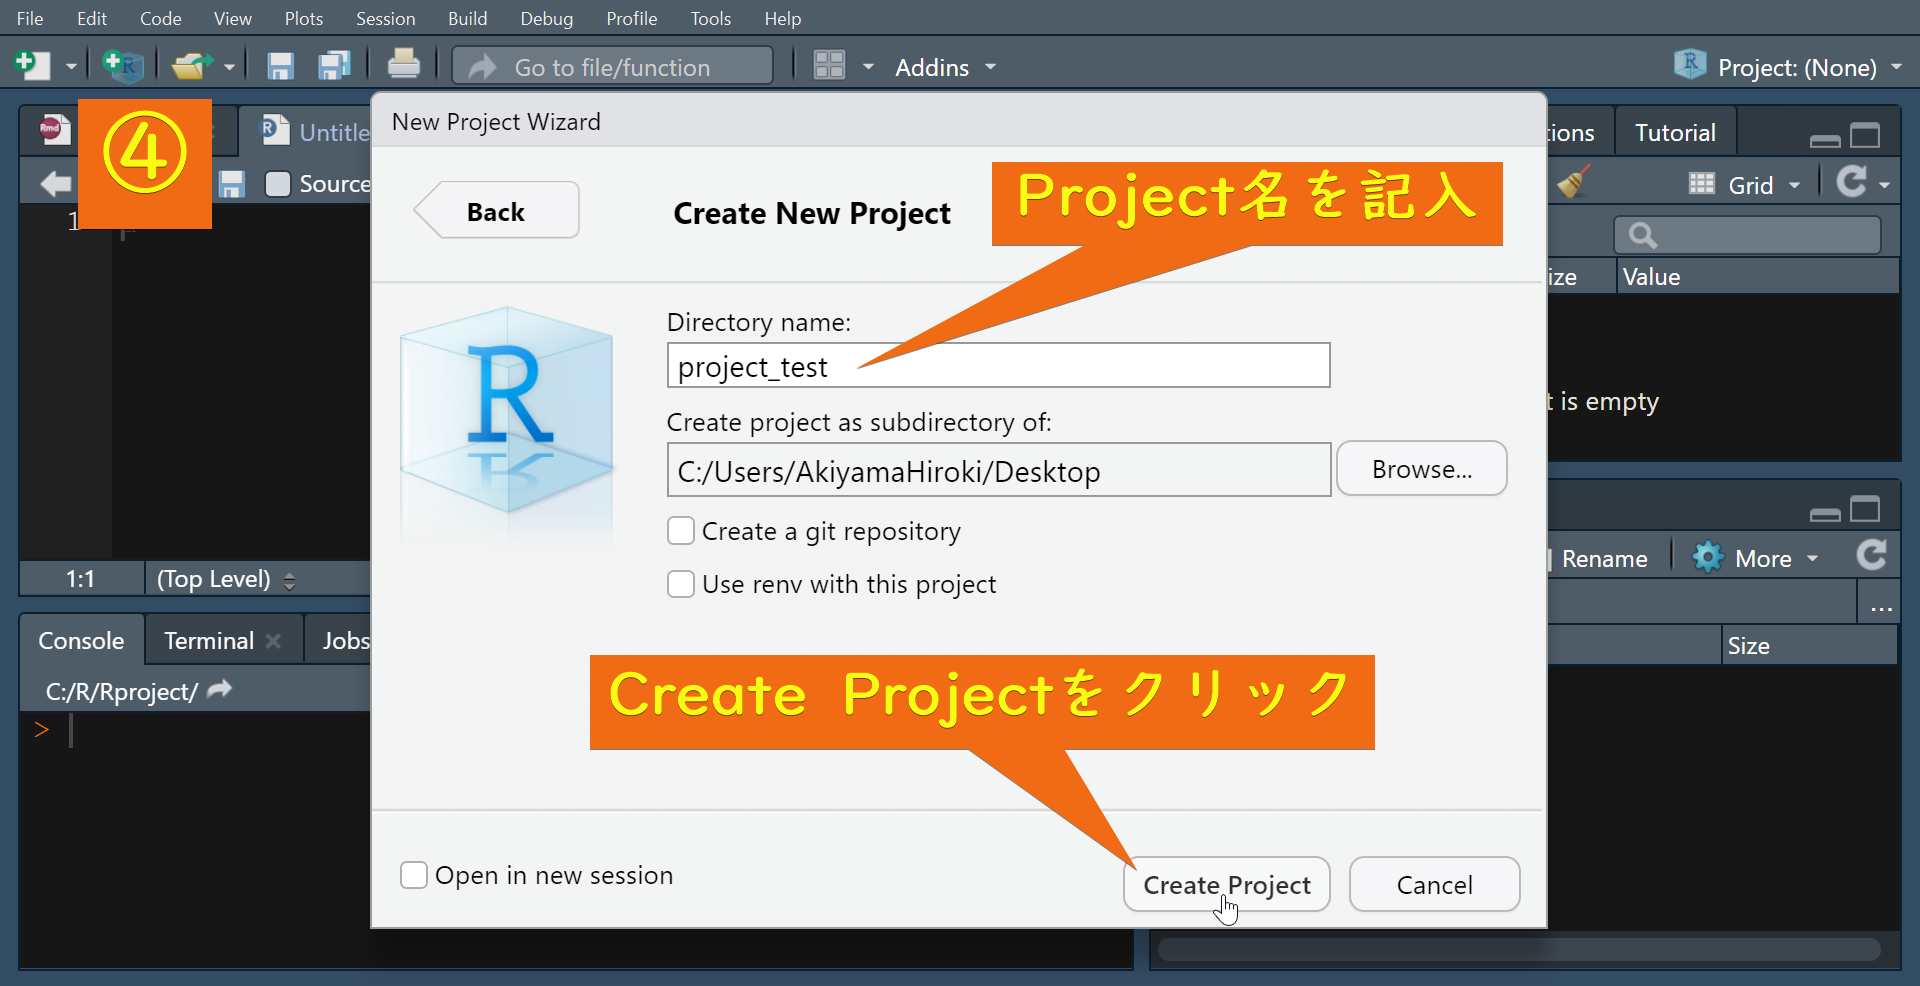 File Edit Code View Plots Session Build Debug Profile Tools Help
Go to file/function Addins Project: (None)
④
Rmd
Untitle
Source
1
New Project Wizard
Back
Create New Project
Project名を記入
Directory name:
project_test
Create project as subdirectory of:
C:/Users/AkiyamaHiroki/Desktop
Browse...
Create a git repository
Use renv with this project
Create Projectをクリック
Open in new session
Create Project
Cancel
1:1 (Top Level)
Console Terminal Jobs
C:/R/Rproject/
>
tions Tutorial
Grid
ize Value
t is empty
Rename More
...
Size